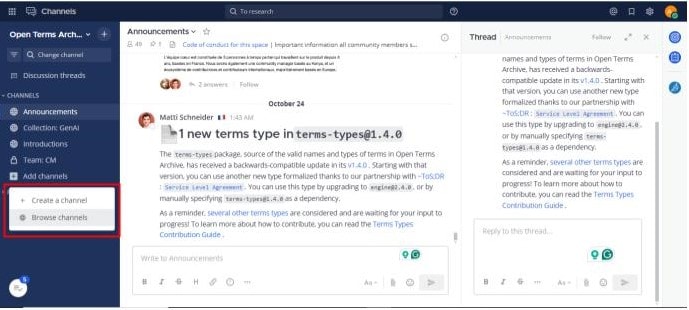 Channels
To research
Open Terms Arch...
Change channel
Discussion threads
CHANNELS
Announcements
Collection: GenAI
Introductions
Team: CM
Add channels
Create a channel
Browse channels
5
Announcements
49
1
Code of conduct for this space | Important information all community members s...
2 answers
Follow
October 24
Matti Schneider 1:43 AM
1 new terms type in terms-types@1.4.0
The terms-types package, source of the valid names and types of terms in Open Terms
Archive, has received a backwards-compatible update in its v1.4.0 . Starting with that
version, you can use another new type formalized thanks to our partnership with ~ToS;DR
: Service Level Agreement . You can use this type by upgrading to engine@2.4.0, or by
manually specifying terms-types@1.4.0 as a dependency.
As a reminder, several other terms types are considered and are waiting for your input to
progress! To learn more about how to contribute, you can read the Terms Types
Contribution Guide .
Write to Announcements
B I S H
Aa
Thread
Announcements
Follow
names and types of terms in Open Terms
Archive, has received a backwards-
compatible update in its v1.4.0 . Starting with
that version, you can use another new type
formalized thanks to our partnership with
~ToS;DR : Service Level Agreement . You can
use this type by upgrading to engine@2.4.0,
or by manually specifying terms-
types@1.4.0 as a dependency.
As a reminder, several other terms types are
considered and are waiting for your input to
progress! To learn more about how to
contribute, you can read the Terms Types
Contribution Guide .
Reply to this thread...
B I S
Aa